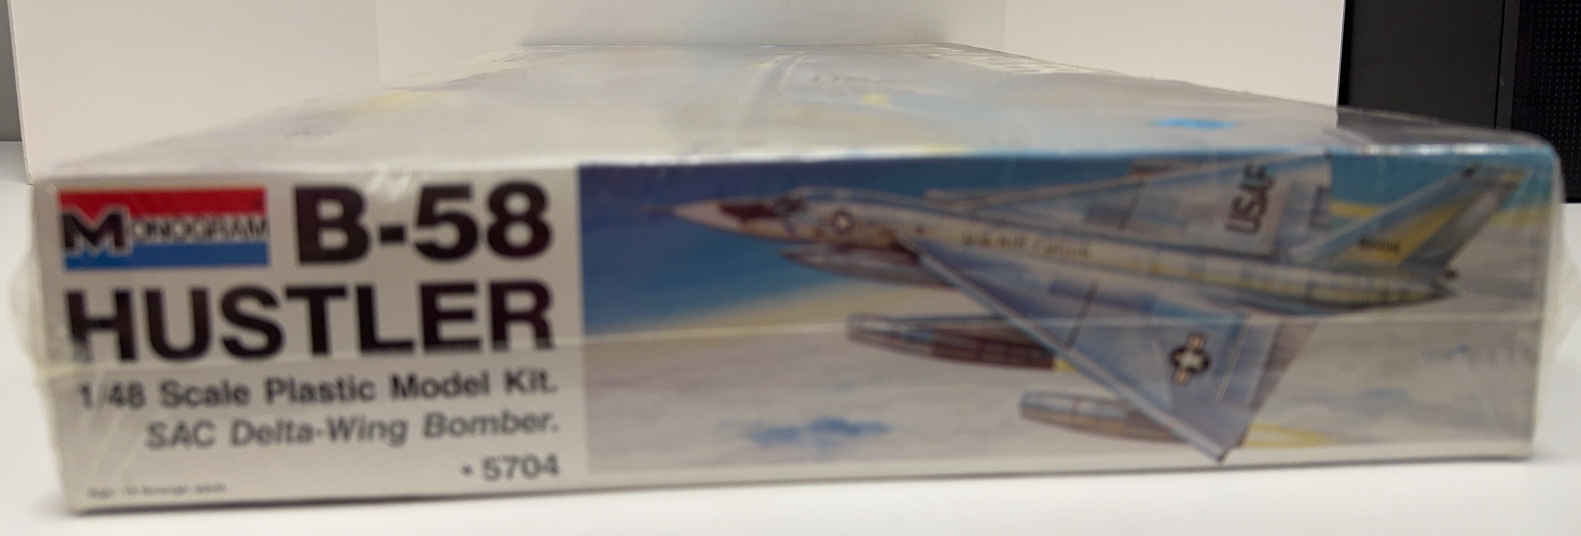 MONOGRAM
B-58
HUSTLER
1/48 Scale Plastic Model Kit.
SAC Delta-Wing Bomber.
• 5704
USAF